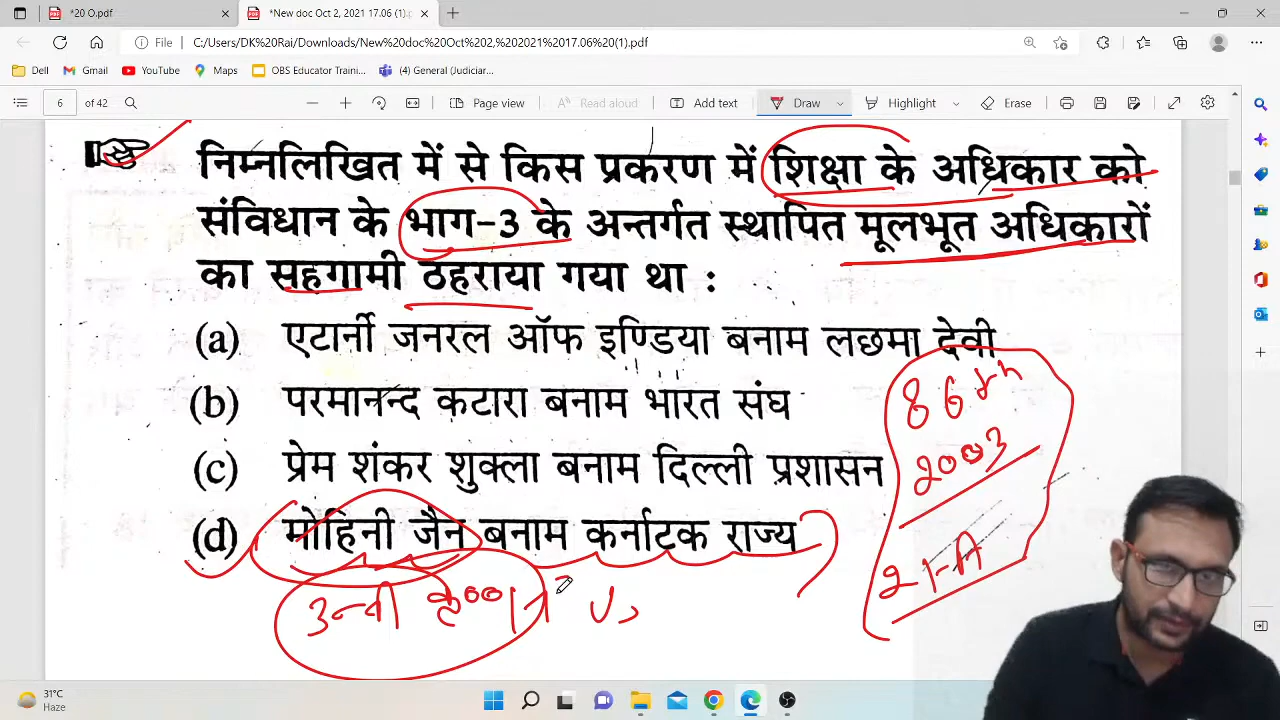 *20 O.pdf
*New doc Oct 2, 2021 17.06 (1).p
File
C:/Users/DK%20Rai/Downloads/New%20doc%20Oct%202,%202021%2017.06%20(1).pdf
Dell
Gmail
YouTube
Maps
OBS Educator Traini...
(4) General (Judiciar...
6 of 42
Page view
Read aloud
Add text
Draw
Highlight
Erase
निम्नलिखित में से किस प्रकरण में शिक्षा के अधिकार को
संविधान के भाग-3 के अन्तर्गत स्थापित मूलभूत अधिकारों
का सहगामी ठहराया गया था :
(a) एटार्नी जनरल ऑफ इण्डिया बनाम लछमा देवी
(b) परमानन्द कटारा बनाम भारत संघ
(c) प्रेम शंकर शुक्ला बनाम दिल्ली प्रशासन
(d) मोहिनी जैन बनाम कर्नाटक राज्य
86th
2003
21-A
31°C
Haze